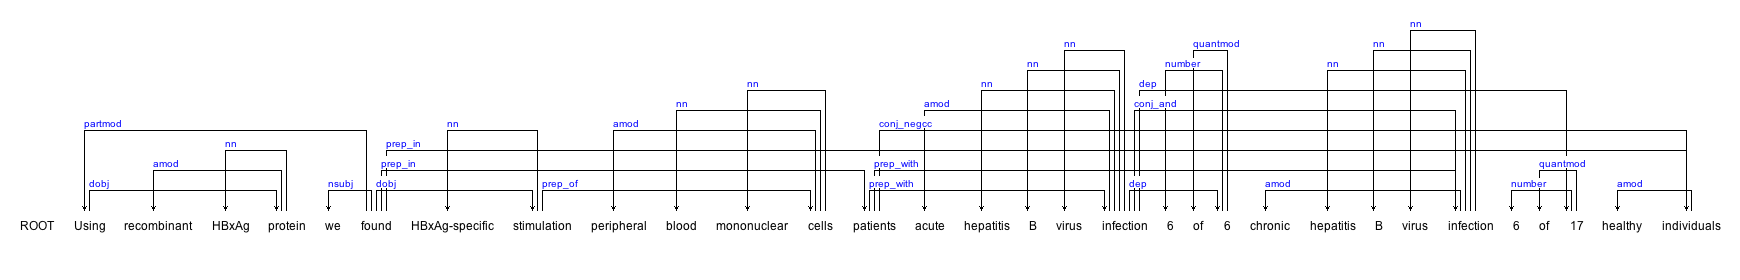 nn
nn
nn quantmod
nn number nn
nn nn dep
nn amod conj_and
partmod nn amod conj_negcc
nn prep_in
amod prep_in prep_with quantmod
dobj nsubj dobj prep_of prep_with dep amod number amod
ROOT Using recombinant HBxAg protein we found HBxAg-specific stimulation peripheral blood mononuclear cells patients acute hepatitis B virus infection 6 of 6 chronic hepatitis B virus infection 6 of 17 healthy individuals